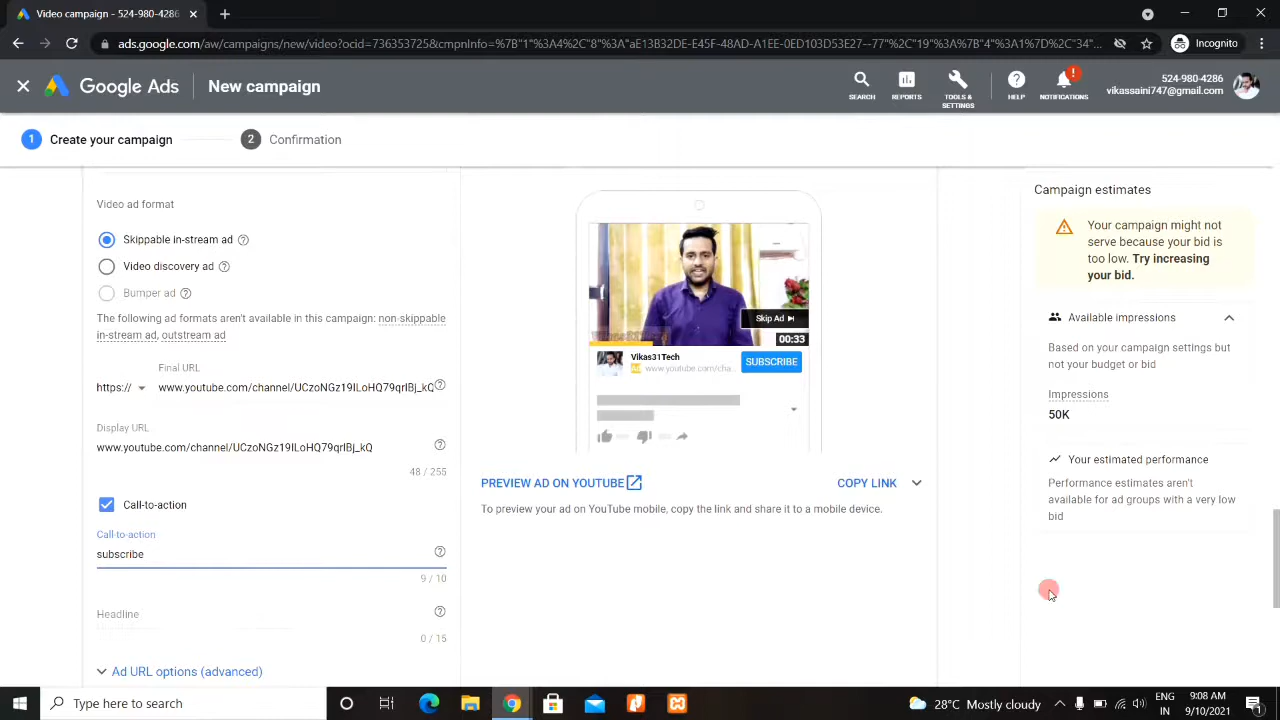 Video campaign - 524-980-4286
ads.google.com/aw/campaigns/new/video?ocid=736353725&cmpnInfo=%7B"1"%3A4%2C"8"%3A"aE13B32DE-E45F-48AD-A1EE-0ED103D53E27--77"%2C"19"%3A%7B"4"%3A1%7D%2C"34"...
Incognito
Google Ads
New campaign
SEARCH
REPORTS
TOOLS & SETTINGS
HELP
NOTIFICATIONS
524-980-4286
vikassaini747@gmail.com
1 Create your campaign
2 Confirmation
Video ad format
Skippable in-stream ad
Video discovery ad
Bumper ad
The following ad formats aren't available in this campaign: non-skippable
in-stream ad, outstream ad
Final URL
https:// www.youtube.com/channel/UCzoNGz19ILoHQ79qrIBj_kQ
Display URL
www.youtube.com/channel/UCzoNGz19ILoHQ79qrIBj_kQ
48 / 255
Call-to-action
Call-to-action
subscribe
9 / 10
Headline
0 / 15
Ad URL options (advanced)
Skip Ad
00:33
Vikas31Tech
Ad www.youtube.com/cha...
SUBSCRIBE
PREVIEW AD ON YOUTUBE
COPY LINK
To preview your ad on YouTube mobile, copy the link and share it to a mobile device.
Campaign estimates
Your campaign might not
serve because your bid is
too low. Try increasing
your bid.
Available impressions
Based on your campaign settings but
not your budget or bid
Impressions
50K
Your estimated performance
Performance estimates aren't
available for ad groups with a very low
bid
Type here to search
28°C Mostly cloudy
ENG
IN
9:08 AM
9/10/2021